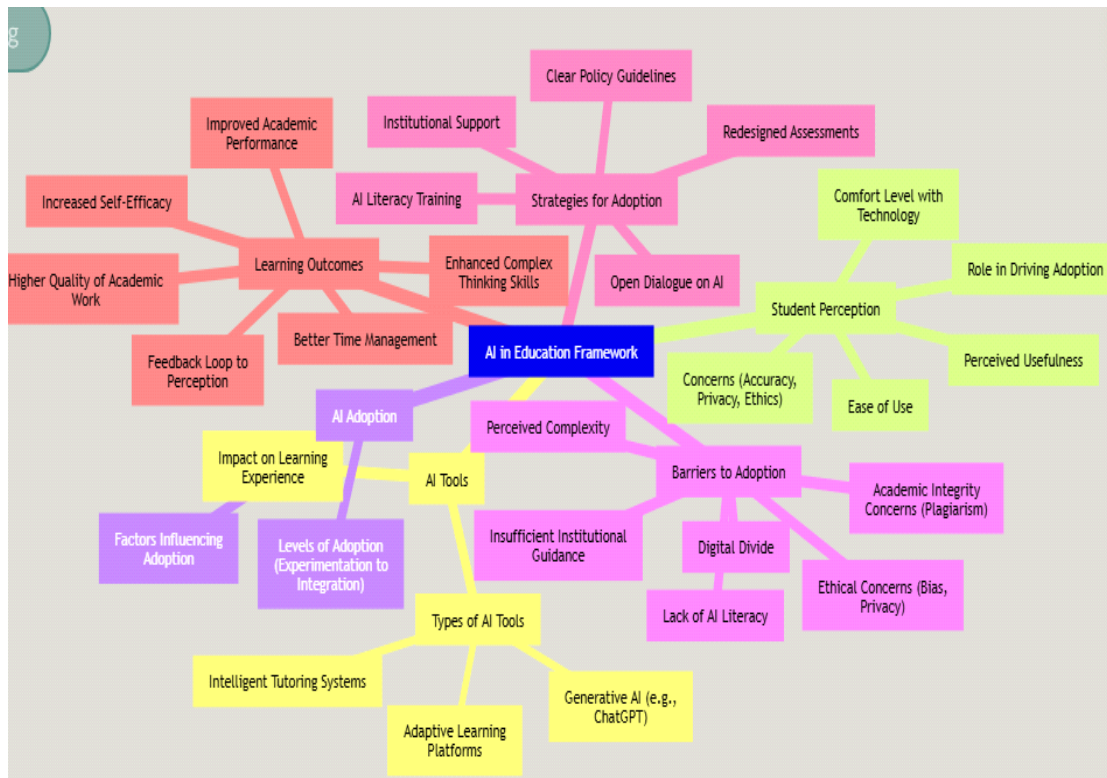 g
Clear Policy Guidelines
Institutional Support
Redesigned Assessments
AI Literacy Training
Strategies for Adoption
Open Dialogue on AI
Improved Academic
Performance
Increased Self-Efficacy
Learning Outcomes
Enhanced Complex
Thinking Skills
Higher Quality of Academic
Work
Better Time Management
Feedback Loop to
Perception
Comfort Level with
Technology
Role in Driving Adoption
Student Perception
Perceived Usefulness
Concerns (Accuracy,
Privacy, Ethics)
Ease of Use
AI in Education Framework
AI Adoption
Factors Influencing
Adoption
Levels of Adoption
(Experimentation to
Integration)
Impact on Learning
Experience
AI Tools
Types of AI Tools
Intelligent Tutoring Systems
Adaptive Learning
Platforms
Generative AI (e.g.,
ChatGPT)
Perceived Complexity
Barriers to Adoption
Academic Integrity
Concerns (Plagiarism)
Insufficient Institutional
Guidance
Digital Divide
Ethical Concerns (Bias,
Privacy)
Lack of AI Literacy